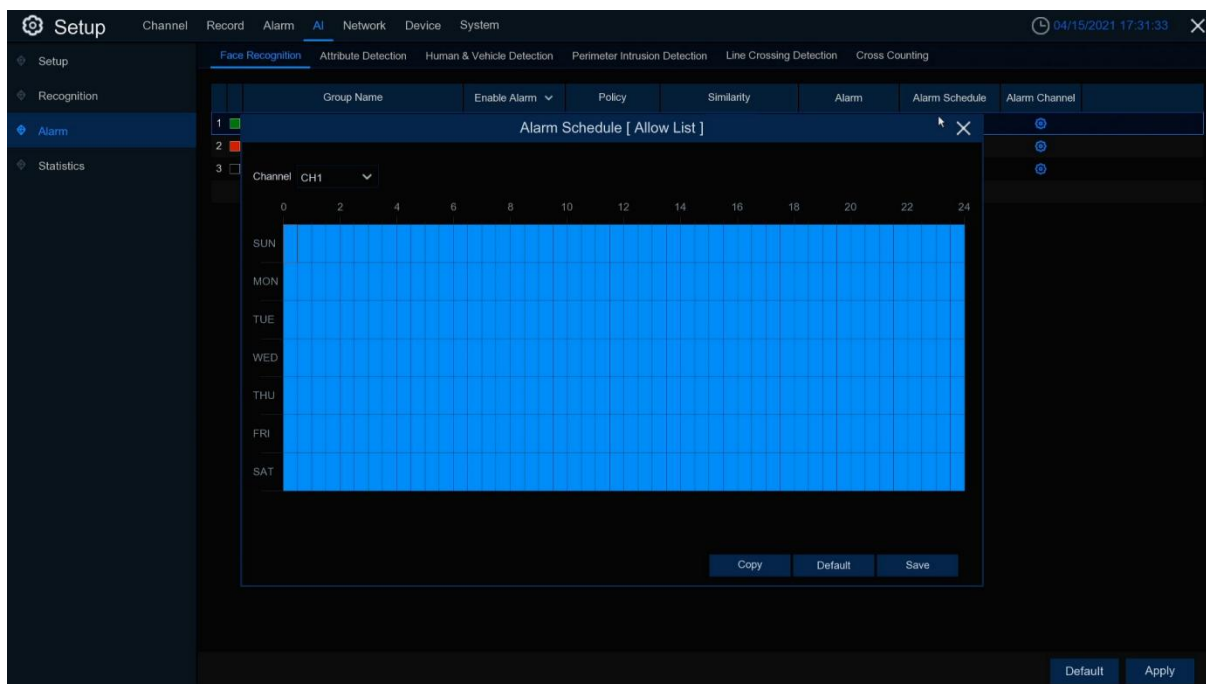 Setup Channel Record Alarm AI Network Device System 04/15/2021 17:31:33
Setup
Recognition
Alarm
Statistics
Face Recognition Attribute Detection Human & Vehicle Detection Perimeter Intrusion Detection Line Crossing Detection Cross Counting
Group Name Enable Alarm Policy Similarity Alarm Alarm Schedule Alarm Channel
1
2
3
Alarm Schedule [ Allow List ]
Channel CH1
0 2 4 6 8 10 12 14 16 18 20 22 24
SUN
MON
TUE
WED
THU
FRI
SAT
Copy Default Save
Default Apply